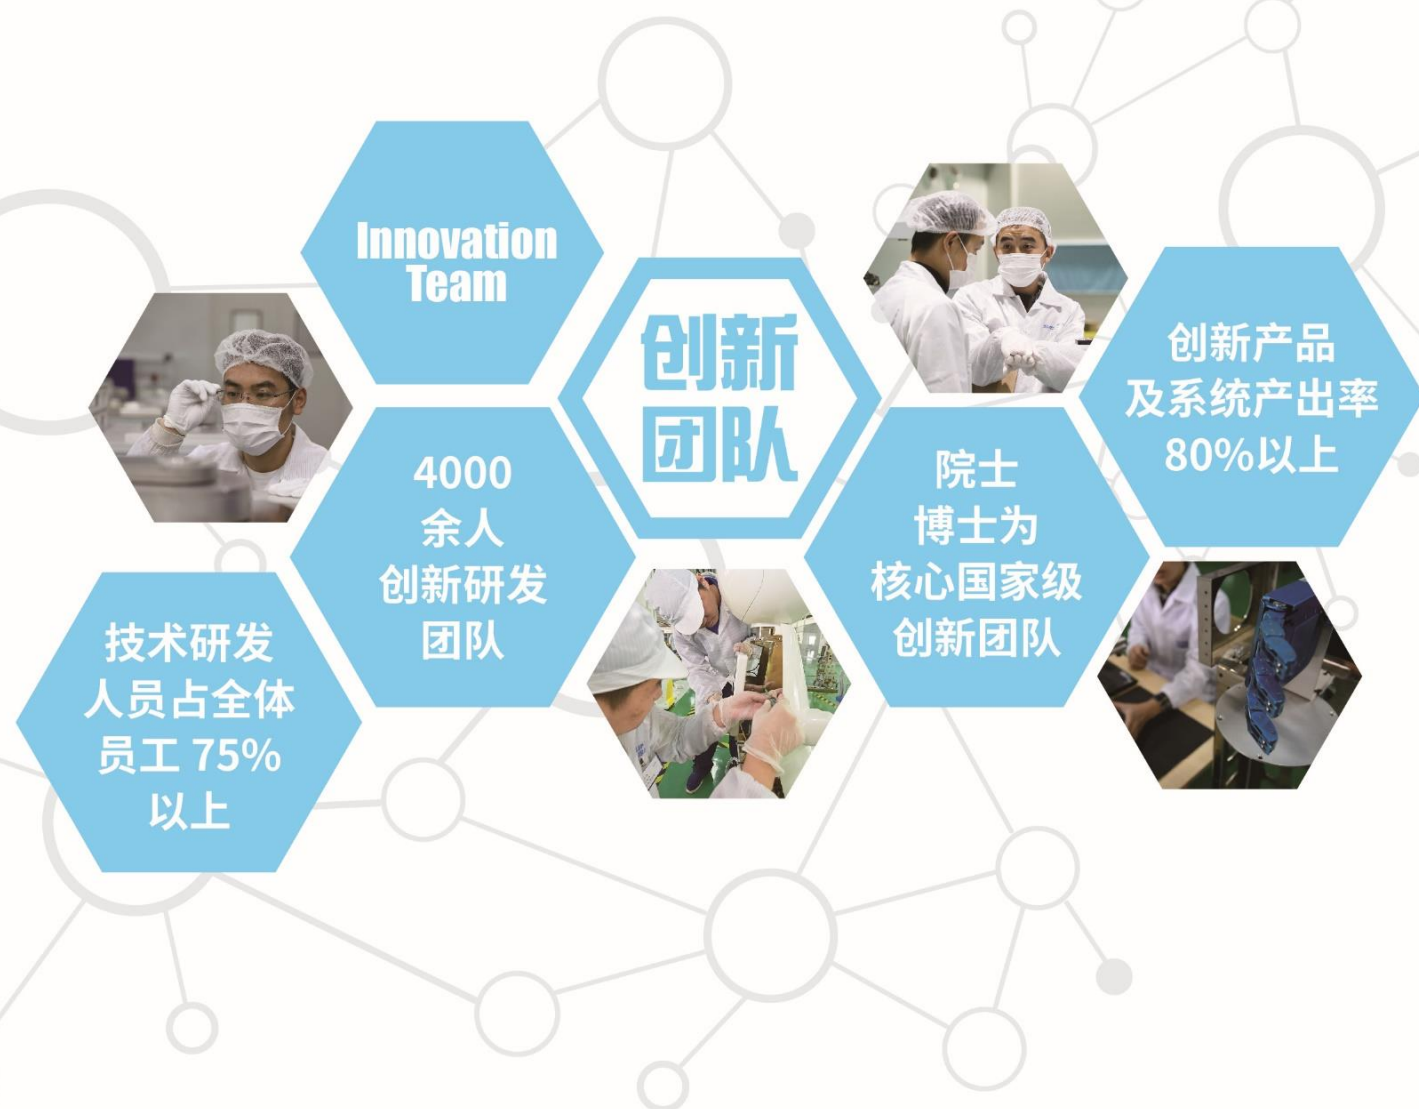 Innovation
Team
创新
团队
技术研发
人员占全体
员工 75%
以上
4000
余人
创新研发
团队
院士
博士为
核心国家级
创新团队
创新产品
及系统产出率
80%以上